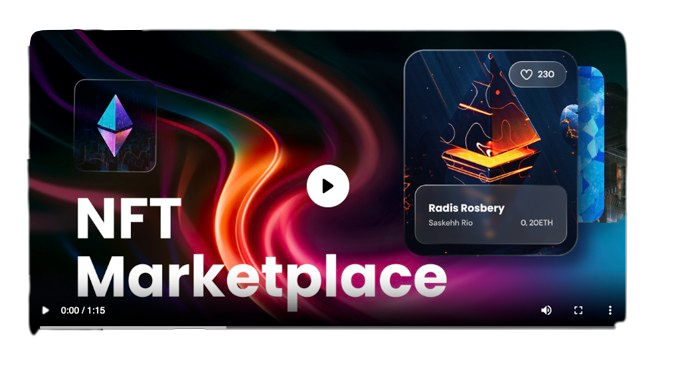 230
NFT
Marketplace
Radis Rosbery
Saskehh Rio
0, 20ETH
0:00 / 1:15